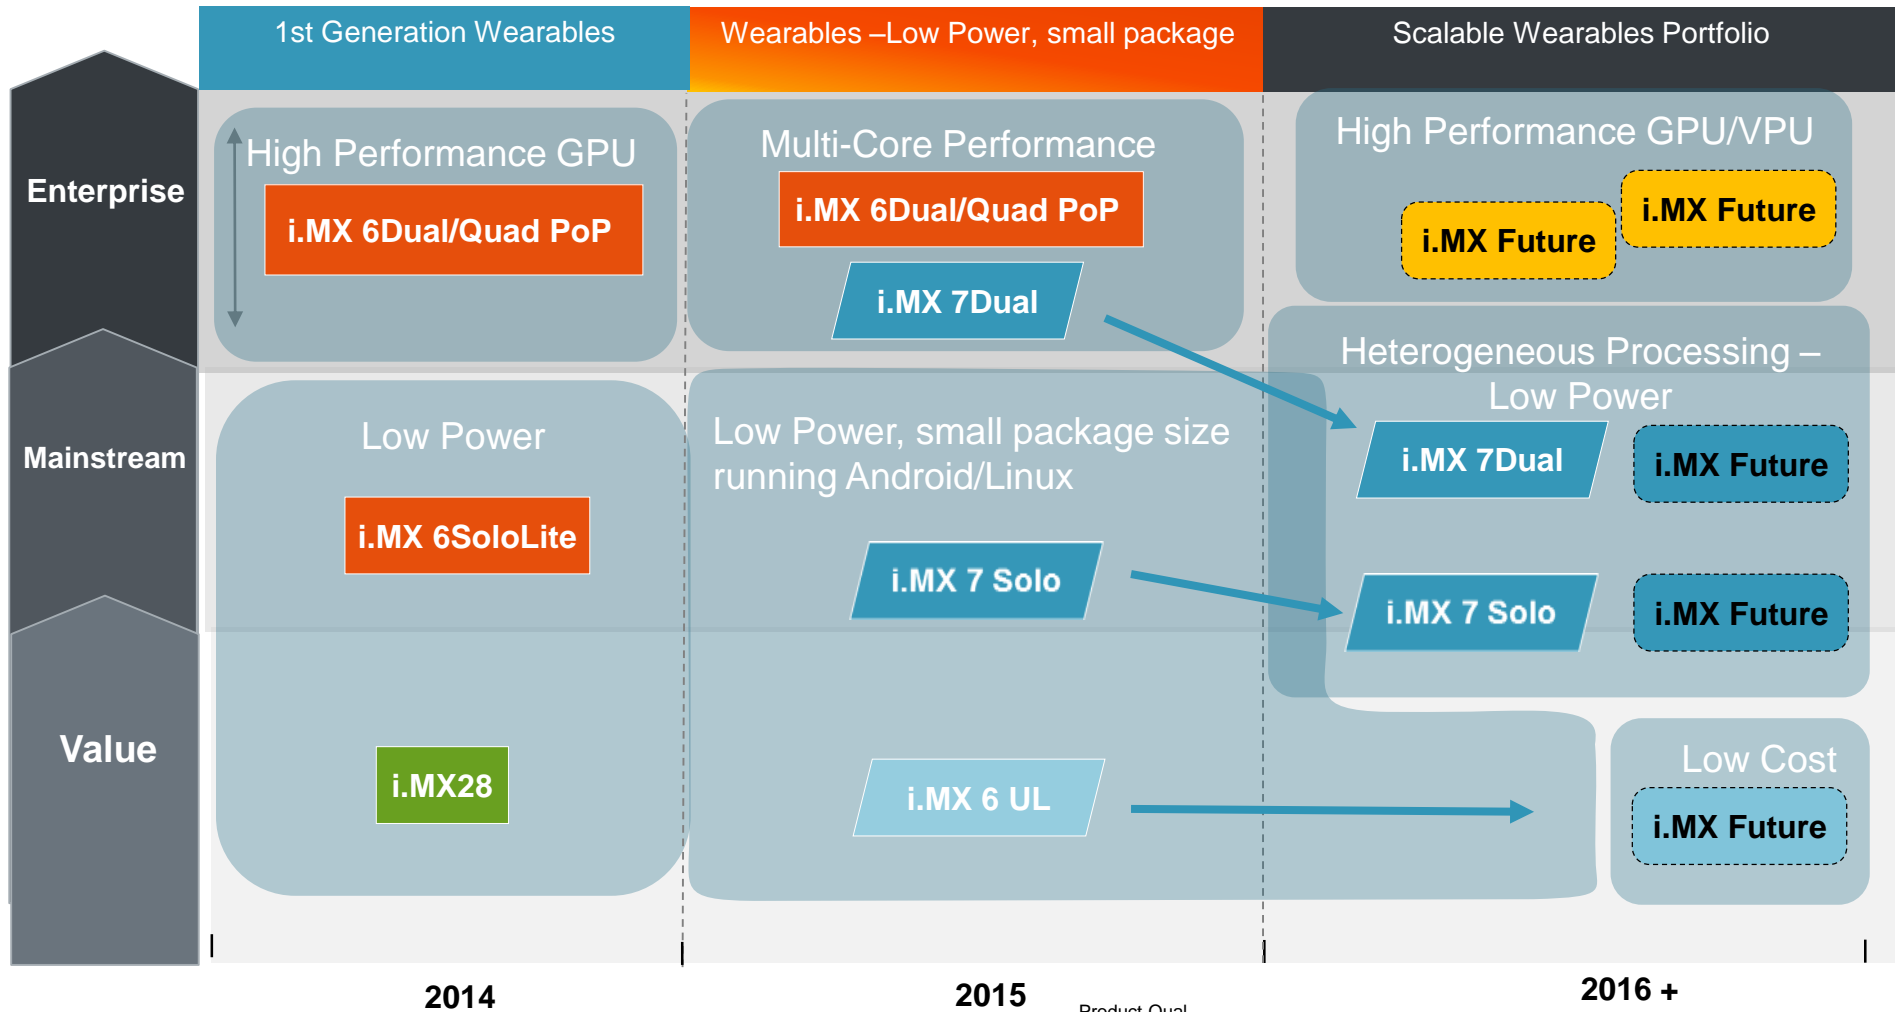 1st Generation Wearables
Wearables –Low Power, small package
Scalable Wearables Portfolio
Enterprise
High Performance GPU
i.MX 6Dual/Quad PoP
Multi-Core Performance
i.MX 6Dual/Quad PoP
i.MX 7Dual
High Performance GPU/VPU
i.MX Future
i.MX Future
Mainstream
Low Power
i.MX 6SoloLite
Low Power, small package size
running Android/Linux
i.MX 7 Solo
Heterogeneous Processing –
Low Power
i.MX 7Dual
i.MX Future
i.MX 7 Solo
i.MX Future
Value
i.MX28
i.MX 6 UL
Low Cost
i.MX Future
2014
2015
2016 +
Product Qual